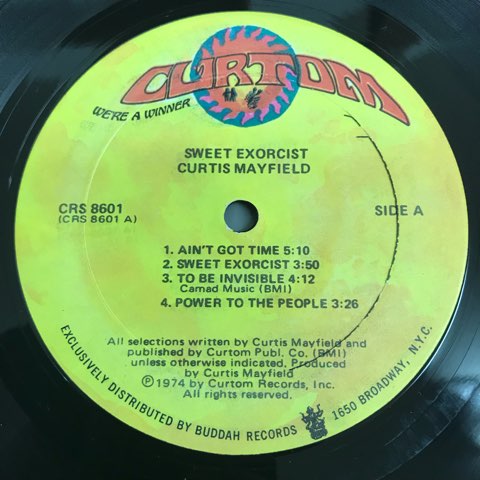 CURTOM
WE'RE A WINNER
SWEET EXORCIST
CURTIS MAYFIELD
CRS 8601
(CRS 8601 A)
SIDE A
1. AIN'T GOT TIME 5:10
2. SWEET EXORCIST 3:50
3. TO BE INVISIBLE 4:12
Camad Music (BMI)
4. POWER TO THE PEOPLE 3:26
All selections written by Curtis Mayfield and
published by Curtom Publ. Co. (BMI)
unless otherwise indicated. Produced
by Curtis Mayfield
Ⓟ1974 by Curtom Records, Inc.
All rights reserved.
EXCLUSIVELY DISTRIBUTED BY BUDDAH RECORDS 1650 BROADWAY, N.Y.C.